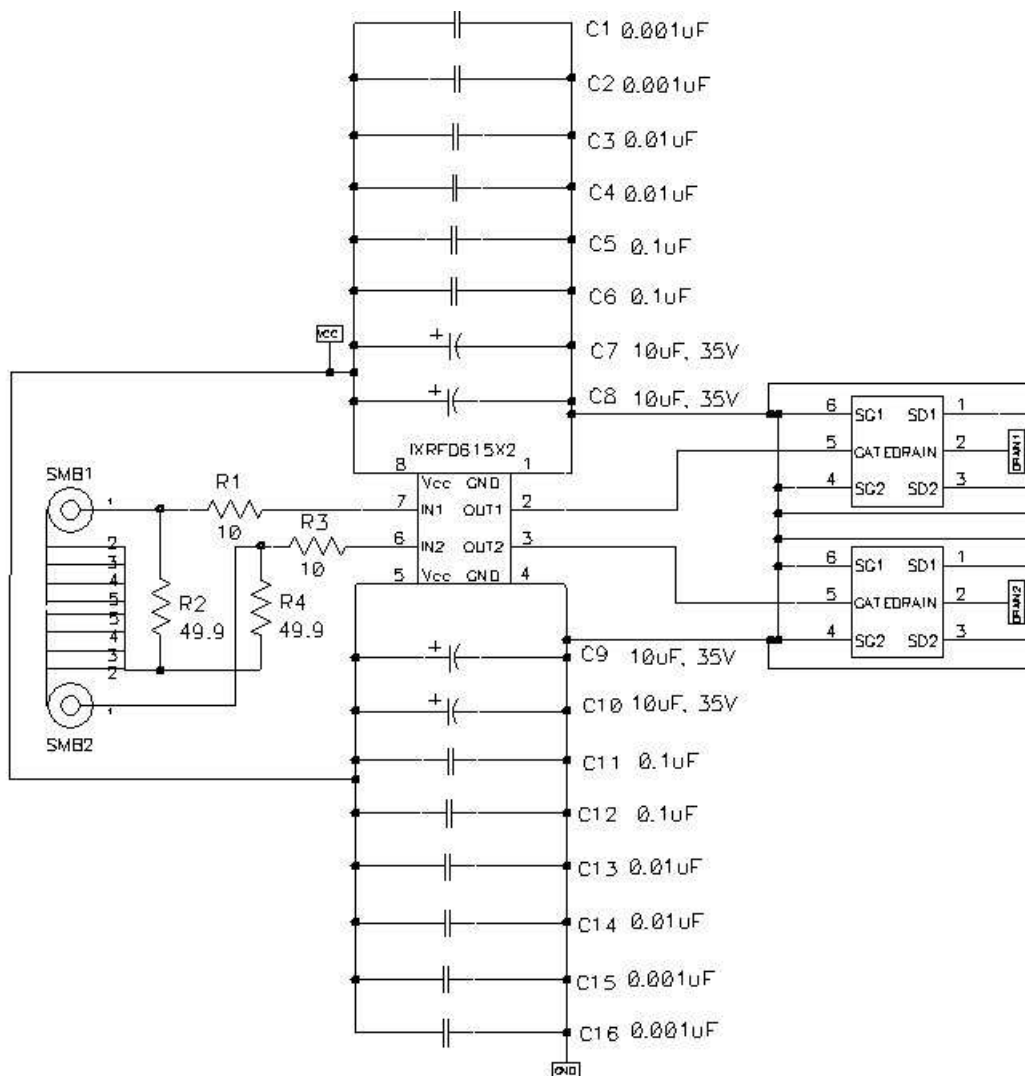 C1 0.001uF
C2 0.001uF
C3 0.01uF
C4 0.01uF
C5 0.1uF
C6 0.1uF
VCC
+
C7 10uF, 35V
+
C8 10uF, 35V
IXRFD615X2
8 1
Vcc GND
7 IN1 OUT1 2
6 IN2 OUT2 3
5 Vcc GND 4
SMB1
1
R1
10
R3
10
2
3
4
5
5
3
4
3
2
R2
49.9
R4
49.9
1
SMB2
6 SG1 SD1 1
5 GATEDRAIN 2
4 SG2 SD2 3
DRAIN1
6 SG1 SD1 1
5 GATEDRAIN 2
4 SG2 SD2 3
DRAIN2
+
C9 10uF, 35V
+
C10 10uF, 35V
C11 0.1uF
C12 0.1uF
C13 0.01uF
C14 0.01uF
C15 0.001uF
C16 0.001uF
GND